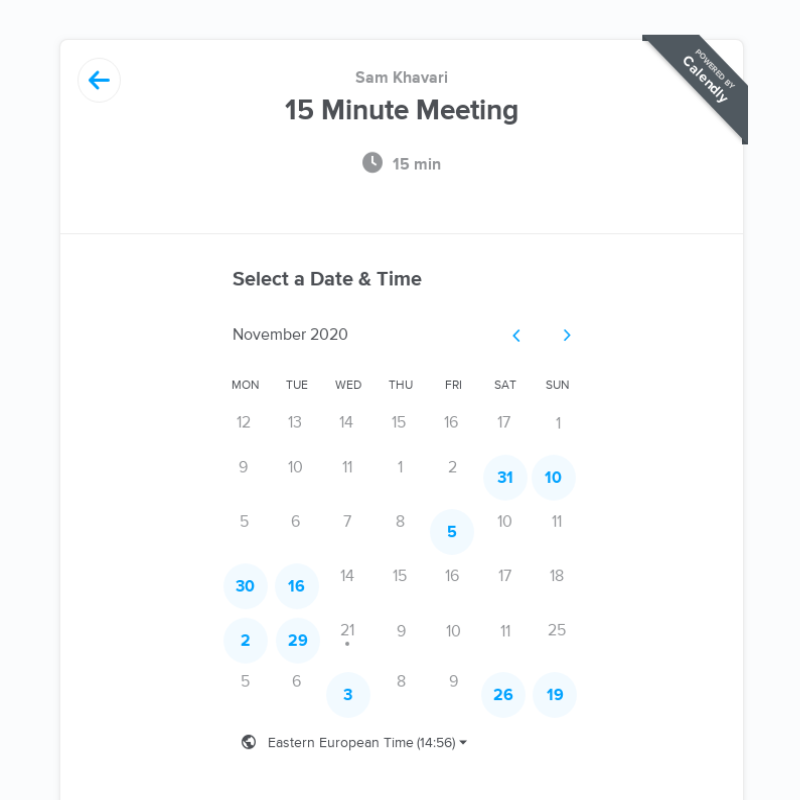 Sam Khavari
15 Minute Meeting
15 min
POWERED BY
Calendly
Select a Date & Time
November 2020
MON TUE WED THU FRI SAT SUN
12 13 14 15 16 17 1
9 10 11 1 2 31 10
5 6 7 8 5 10 11
30 16 14 15 16 17 18
2 29 21 9 10 11 25
5 6 3 8 9 26 19
Eastern European Time (14:56)